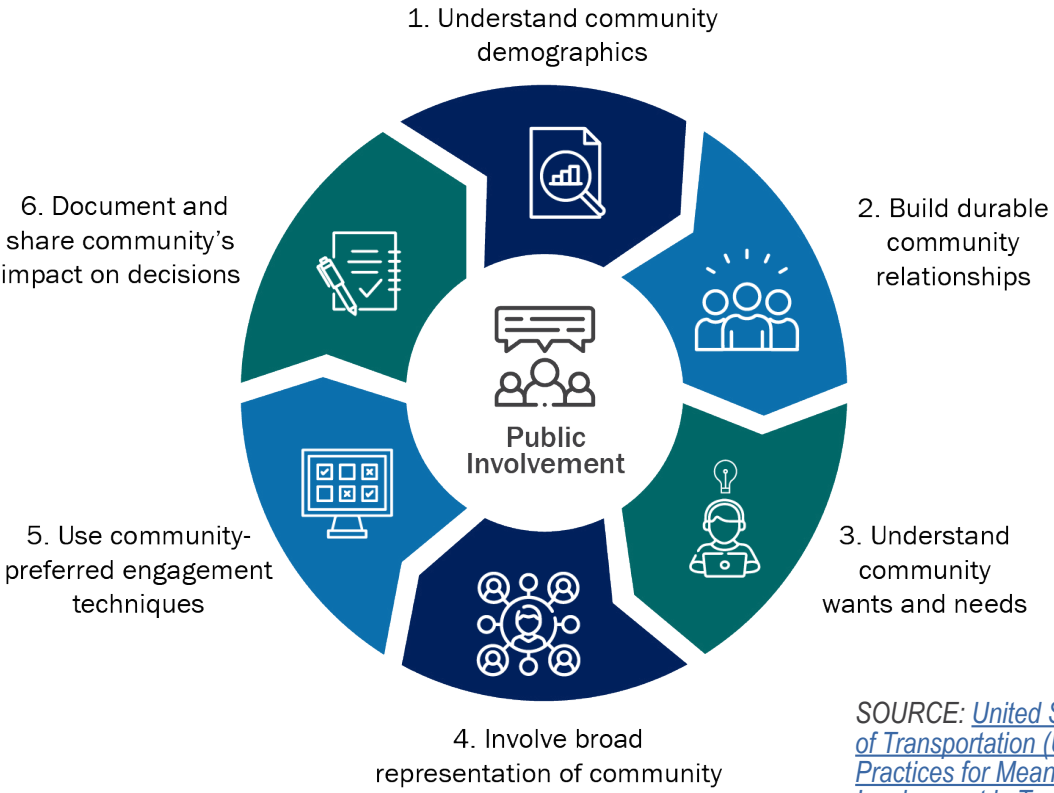 1. Understand community
demographics
2. Build durable
community
relationships
3. Understand
community
wants and needs
4. Involve broad
representation of community
5. Use community-
preferred engagement
techniques
6. Document and
share community’s
impact on decisions
Public
Involvement
SOURCE: United
of Transportation
Practices for